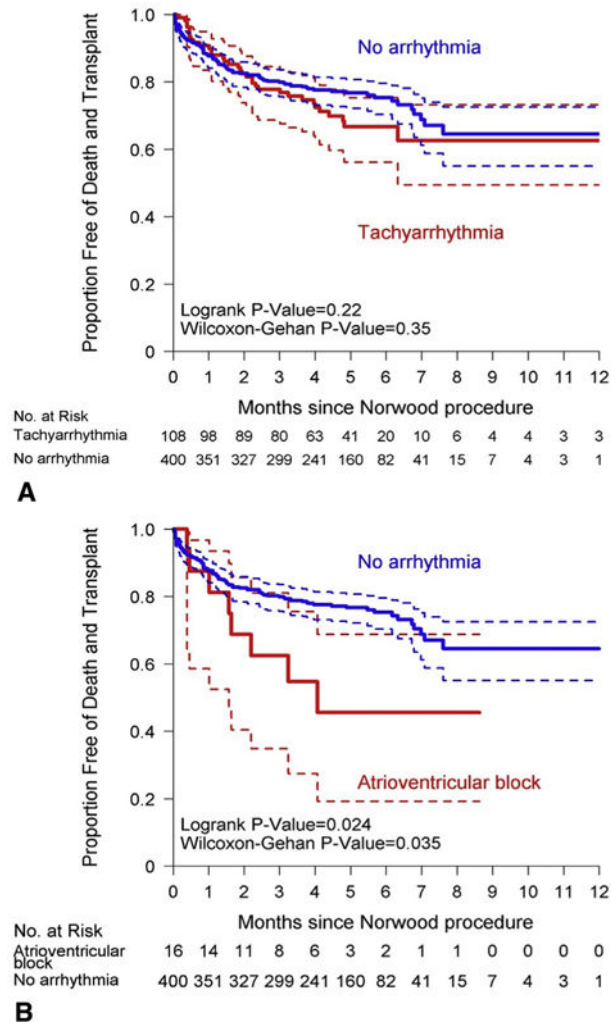 1.0
No arrhythmia
0.8
0.6
Tachyarrhythmia
0.4
0.2
Logrank P-Value=0.22
Wilcoxon-Gehan P-Value=0.35
0
Proportion Free of Death and Transplant
0 1 2 3 4 5 6 7 8 9 10 11 12
Months since Norwood procedure
No. at Risk
Tachyarrhythmia 108 98 89 80 63 41 20 10 6 4 4 3 3
No arrhythmia 400 351 327 299 241 160 82 41 15 7 4 3 1
A
1.0
No arrhythmia
0.8
0.6
0.4
Atrioventricular block
0.2
Logrank P-Value=0.024
Wilcoxon-Gehan P-Value=0.035
0
Proportion Free of Death and Transplant
0 1 2 3 4 5 6 7 8 9 10 11 12
Months since Norwood procedure
No. at Risk
Atrioventricular
block 16 14 11 8 6 3 2 1 1 0 0 0 0
No arrhythmia 400 351 327 299 241 160 82 41 15 7 4 3 1
B